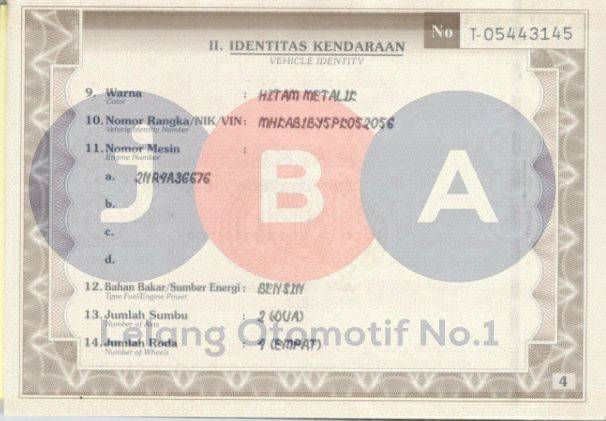 No T-05443145
II. IDENTITAS KENDARAAN
VEHICLE IDENTITY
9. Warna : HITAM METALIK
Color
10. Nomor Rangka/NIK/VIN : MHKAB1BY5PK052056
Vehicle Identity Number
11. Nomor Mesin :
Engine Number
a. 2NR4A36676
b.
c.
d.
12. Bahan Bakar/Sumber Energi : BENSIN
Type Fuel/Engine Power
13. Jumlah Sumbu : 2 (DUA)
Number of Axis
14. Jumlah Roda : 4 (EMPAT)
Number of Wheels
4
J B A
Lelang Otomotif No.1